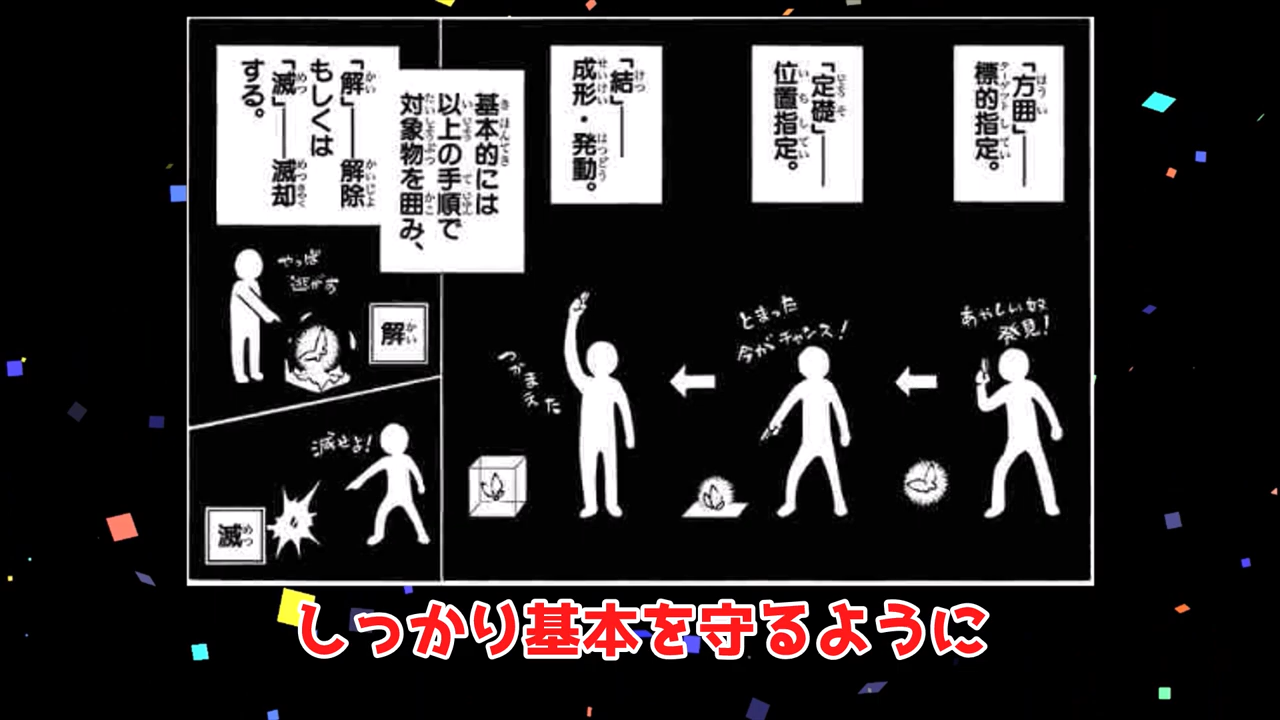 「方囲」――
標的指定。
「定礎」――
位置指定。
「結」――
成形・発動。
基本的には
以上の手順で
対象物を囲み、
「解」――解除
もしくは
「滅」――滅却
する。
あやしい奴
発見!
とまった
今がチャンス!
つかまえた
やっぱ
逃がす
解
滅せよ!
滅
しっかり基本を守るように